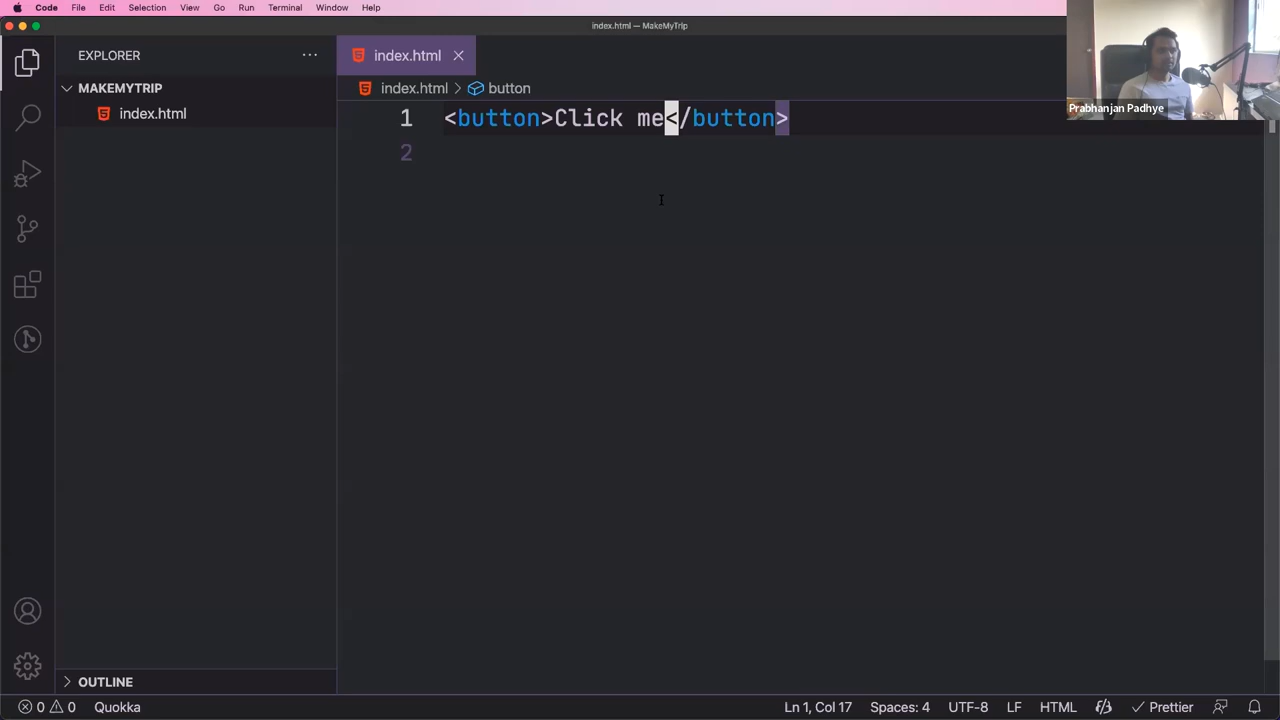 Code File Edit Selection View Go Run Terminal Window Help
index.html — MakeMyTrip
EXPLORER
index.html
MAKEMYTRIP
index.html > button
index.html
1 <button>Click me</button>
2
Prabhanjan Padhye
OUTLINE
0 0 Quokka Ln 1, Col 17 Spaces: 4 UTF-8 LF HTML Prettier